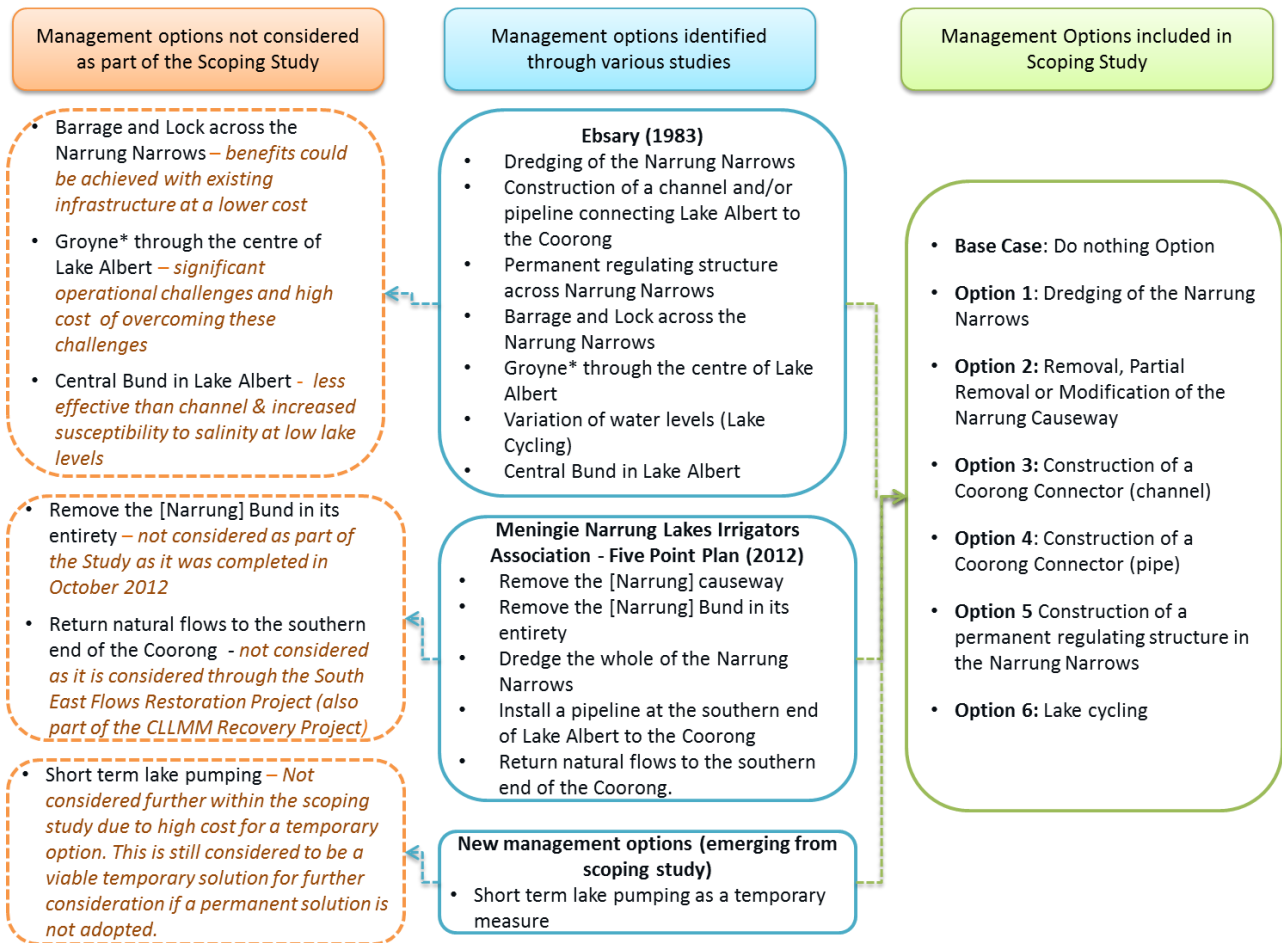 Management options not considered
as part of the Scoping Study
Management options identified
through various studies
Management Options included in
Scoping Study
• Barrage and Lock across the
Narrung Narrows – benefits could
be achieved with existing
infrastructure at a lower cost
• Groyne* through the centre of
Lake Albert – significant
operational challenges and high
cost of overcoming these
challenges
• Central Bund in Lake Albert - less
effective than channel & increased
susceptibility to salinity at low lake
levels
• Remove the [Narrung] Bund in its
entirety – not considered as part of
the Study as it was completed in
October 2012
• Return natural flows to the southern
end of the Coorong - not considered
as it is considered through the South
East Flows Restoration Project (also
part of the CLLMM Recovery Project)
• Short term lake pumping – Not
considered further within the scoping
study due to high cost for a temporary
option. This is still considered to be a
viable temporary solution for further
consideration if a permanent solution is
not adopted.
Ebsary (1983)
• Dredging of the Narrung Narrows
• Construction of a channel and/or
pipeline connecting Lake Albert to
the Coorong
• Permanent regulating structure
across Narrung Narrows
• Barrage and Lock across the
Narrung Narrows
• Groyne* through the centre of Lake
Albert
• Variation of water levels (Lake
Cycling)
• Central Bund in Lake Albert
Meningie Narrung Lakes Irrigators
Association - Five Point Plan (2012)
• Remove the [Narrung] causeway
• Remove the [Narrung] Bund in its
entirety
• Dredge the whole of the Narrung
Narrows
• Install a pipeline at the southern end
of Lake Albert to the Coorong
• Return natural flows to the southern
end of the Coorong.
New management options (emerging from
scoping study)
• Short term lake pumping as a temporary
measure
• Base Case: Do nothing Option
• Option 1: Dredging of the Narrung
Narrows
• Option 2: Removal, Partial
Removal or Modification of the
Narrung Causeway
• Option 3: Construction of a
Coorong Connector (channel)
• Option 4: Construction of a
Coorong Connector (pipe)
• Option 5 Construction of a
permanent regulating structure in
the Narrung Narrows
• Option 6: Lake cycling